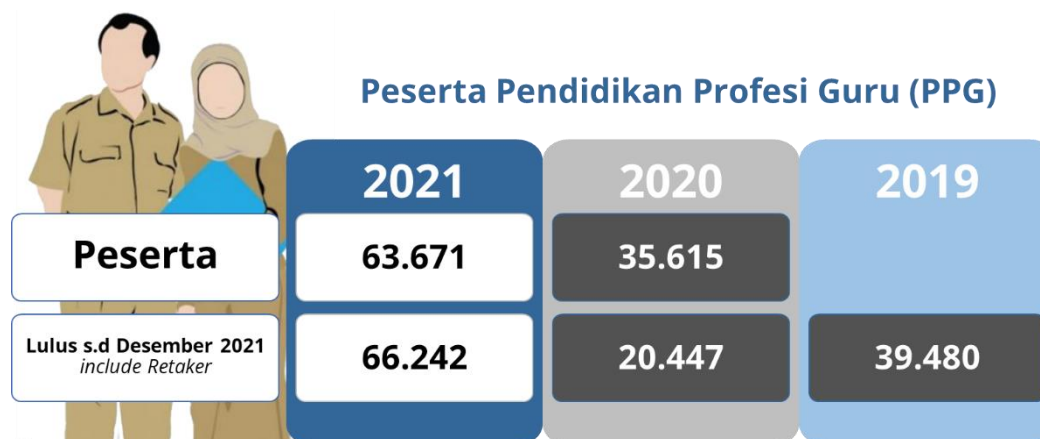 Peserta Pendidikan Profesi Guru (PPG)
2021 2020 2019
Peserta 63.671 35.615
Lulus s.d Desember 2021
include Retaker
66.242 20.447 39.480